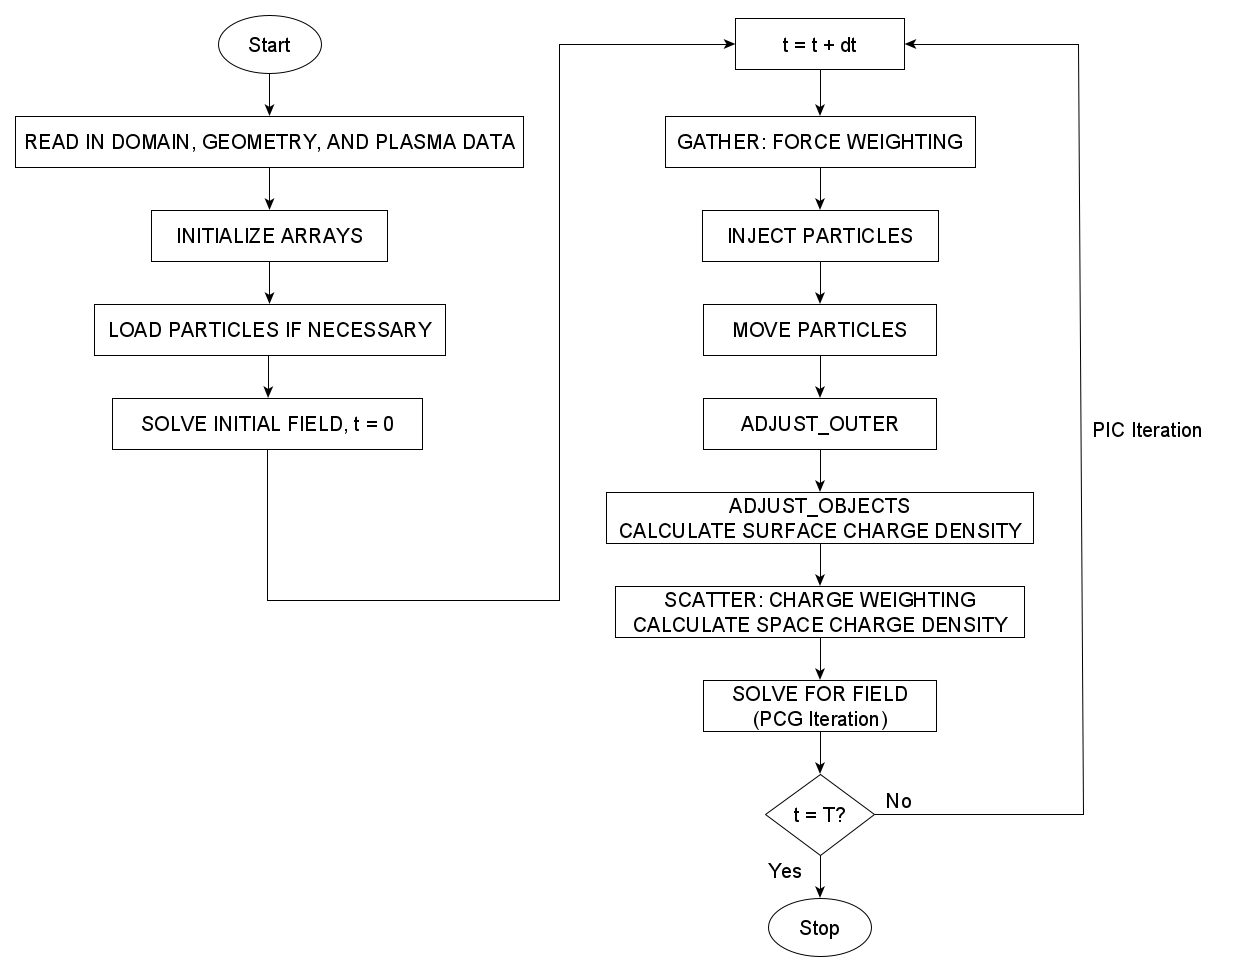 Start
READ IN DOMAIN, GEOMETRY, AND PLASMA DATA
INITIALIZE ARRAYS
LOAD PARTICLES IF NECESSARY
SOLVE INITIAL FIELD, t = 0
t = t + dt
GATHER: FORCE WEIGHTING
INJECT PARTICLES
MOVE PARTICLES
ADJUST_OUTER
ADJUST_OBJECTS
CALCULATE SURFACE CHARGE DENSITY
SCATTER: CHARGE WEIGHTING
CALCULATE SPACE CHARGE DENSITY
SOLVE FOR FIELD
(PCG Iteration)
t = T?
No
Yes
Stop
PIC Iteration